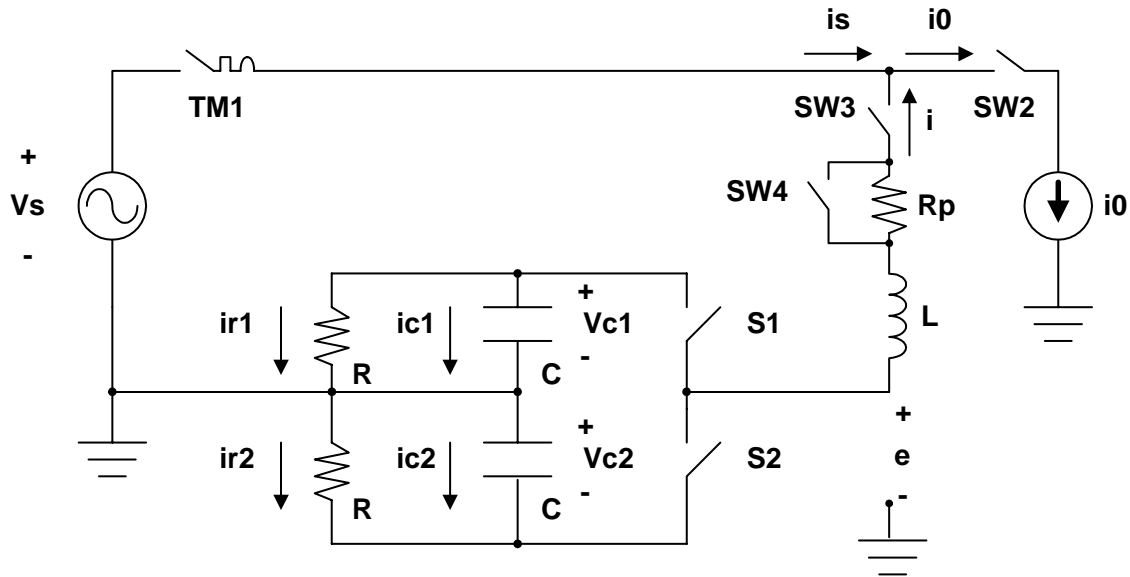 is i0
TM1
SW3
i
SW2
+
Vs
-
SW4
Rp
i0
ir1
ic1
+
Vc1
-
S1
L
R
C
ir2
ic2
+
Vc2
-
S2
+
e
-
R
C